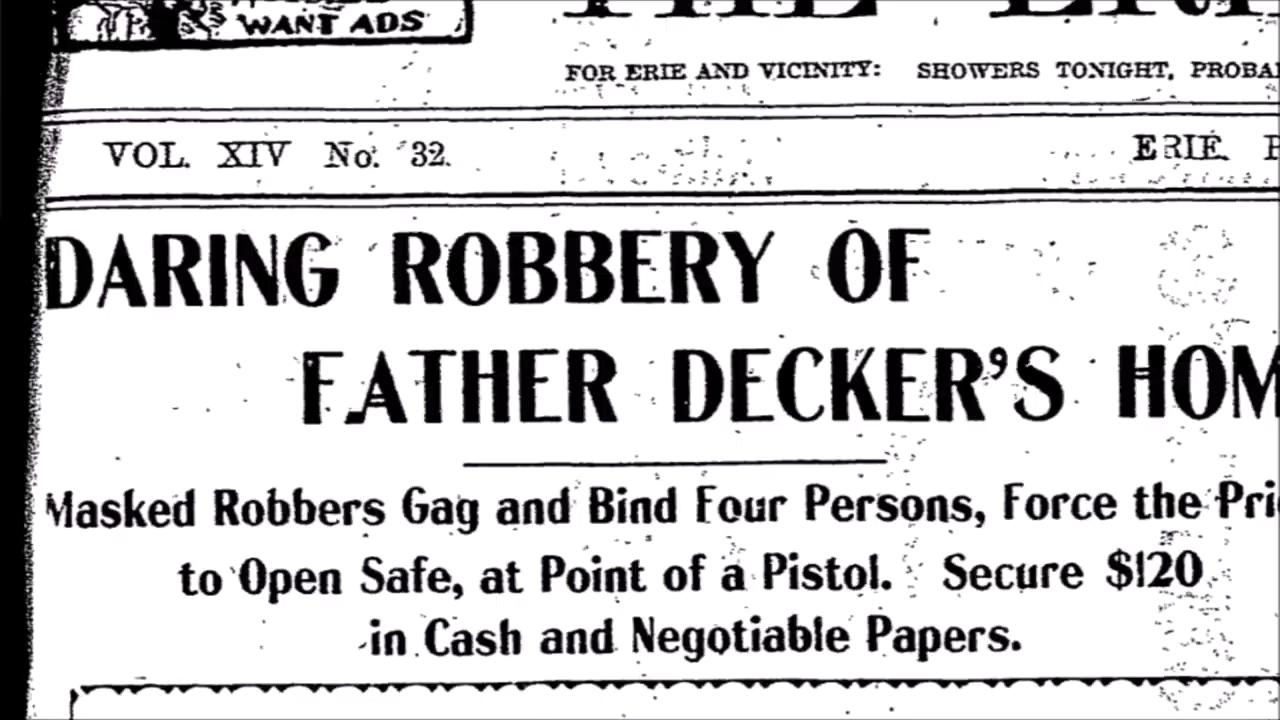 WANT ADS
THE ERI
FOR ERIE AND VICINITY: SHOWERS TONIGHT, PROBA
VOL. XIV No. 32.
ERIE, P
DARING ROBBERY OF
FATHER DECKER'S HOM
Masked Robbers Gag and Bind Four Persons, Force the Pri
to Open Safe, at Point of a Pistol. Secure $120
in Cash and Negotiable Papers.